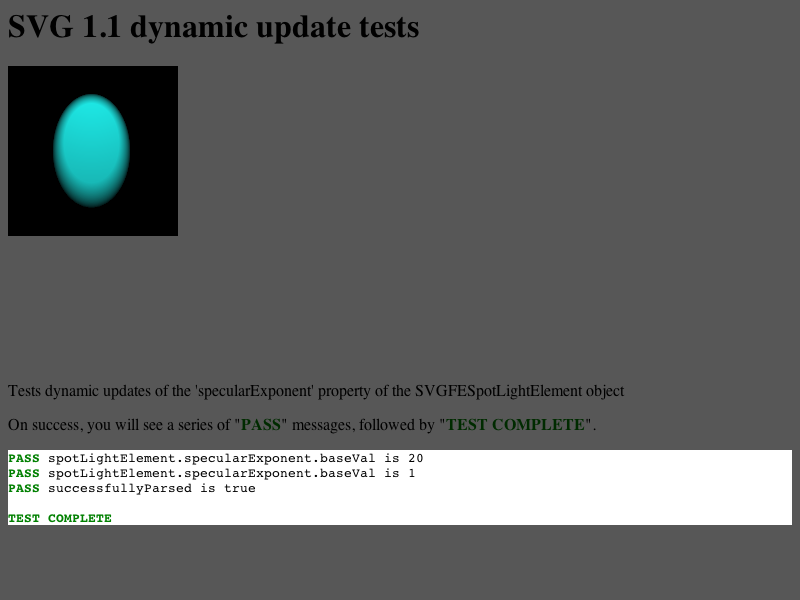 SVG 1.1 dynamic update tests
Tests dynamic updates of the 'specularExponent' property of the SVGFESpotLightElement object
On success, you will see a series of "PASS" messages, followed by "TEST COMPLETE".
PASS spotLightElement.specularExponent.baseVal is 20
PASS spotLightElement.specularExponent.baseVal is 1
PASS successfullyParsed is true
TEST COMPLETE